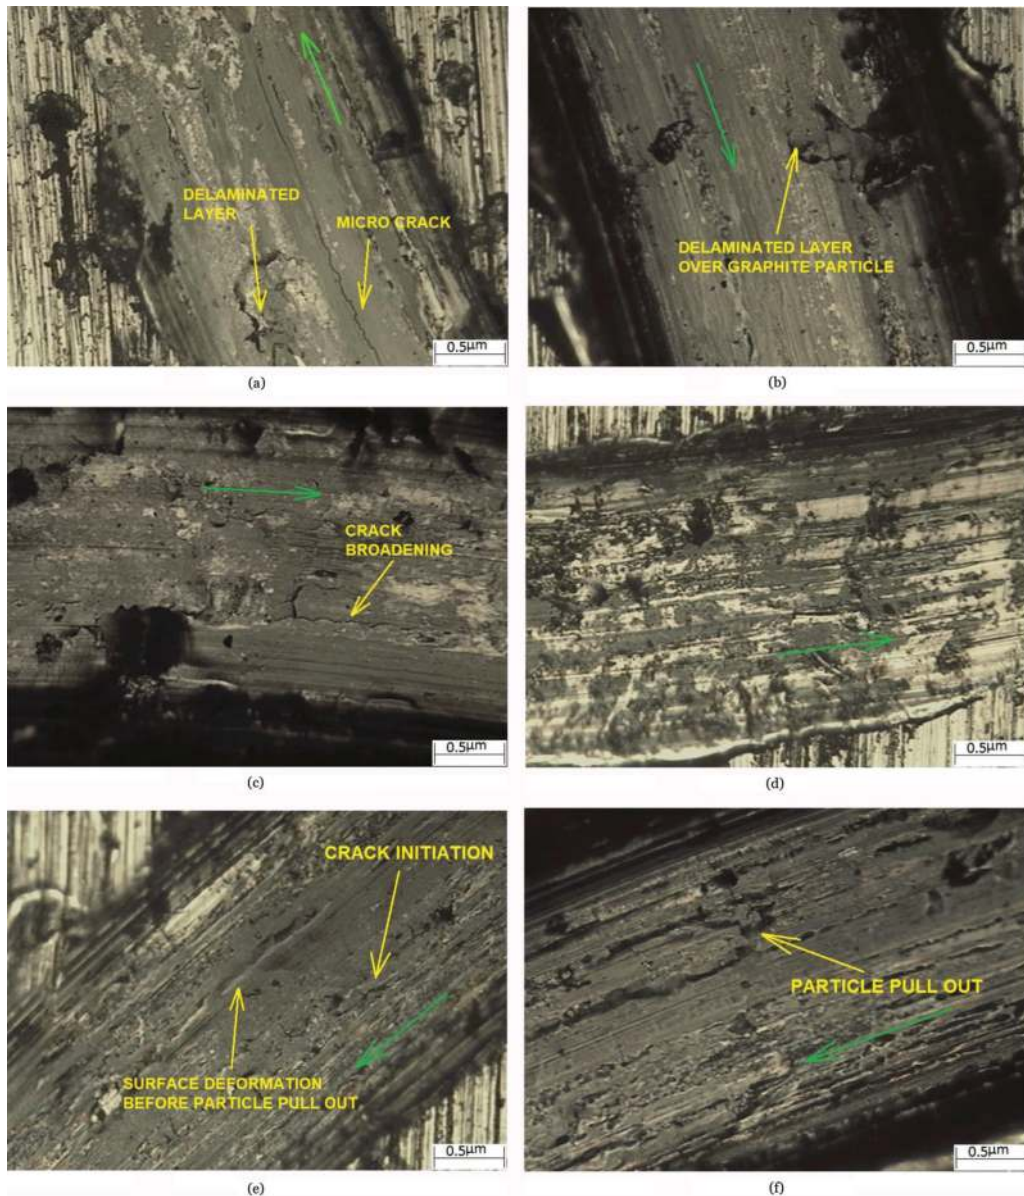 DELAMINATED
LAYER
MICRO CRACK
0.5µm
(a)
DELAMINATED LAYER
OVER GRAPHITE PARTICLE
0.5µm
(b)
CRACK
BROADENING
0.5µm
(c)
0.5µm
(d)
CRACK INITIATION
SURFACE DEFORMATION
BEFORE PARTICLE PULL OUT
0.5µm
(e)
PARTICLE PULL OUT
0.5µm
(f)